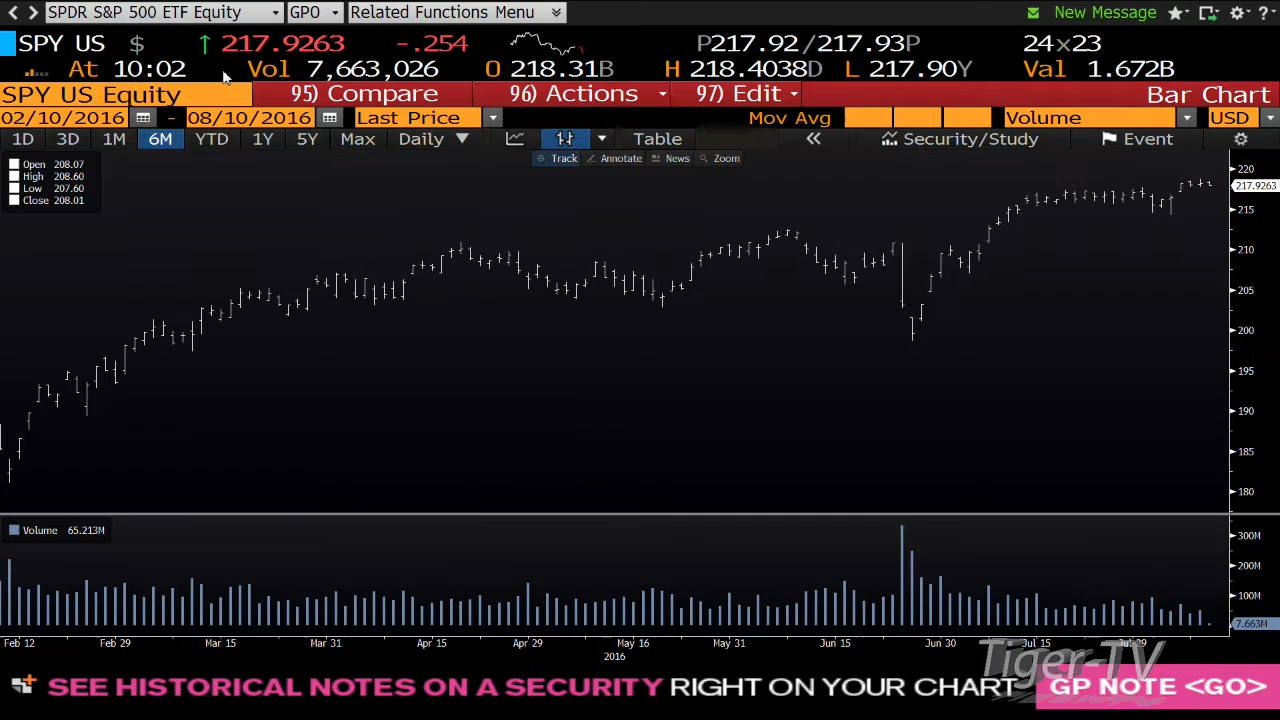 SPDR S&P 500 ETF Equity GPO Related Functions Menu New Message ?
SPY US $ ↑ 217.9263 -.254 P217.92 /217.93P 24x23
At 10:02 Vol 7,663,026 O 218.31B H 218.4038D L 217.90Y Val 1.672B
SPY US Equity 95) Compare 96) Actions 97) Edit Bar Chart
02/10/2016 - 08/10/2016 Last Price Mov Avg Volume USD
1D 3D 1M 6M YTD 1Y 5Y Max Daily Table « Security/Study Event
Track Annotate News Zoom
Open 208.07
High 208.60
Low 207.60
Close 208.01
220
217.9263
215
210
205
200
195
190
185
180
Volume 65.213M
300M
200M
100M
7.663M
Feb 12 Feb 29 Mar 15 Mar 31 Apr 15 Apr 29 May 16 May 31 Jun 15 Jun 30 Jul 15 Jul 29
2016
Tiger-TV
SEE HISTORICAL NOTES ON A SECURITY RIGHT ON YOUR CHART GP NOTE <GO>